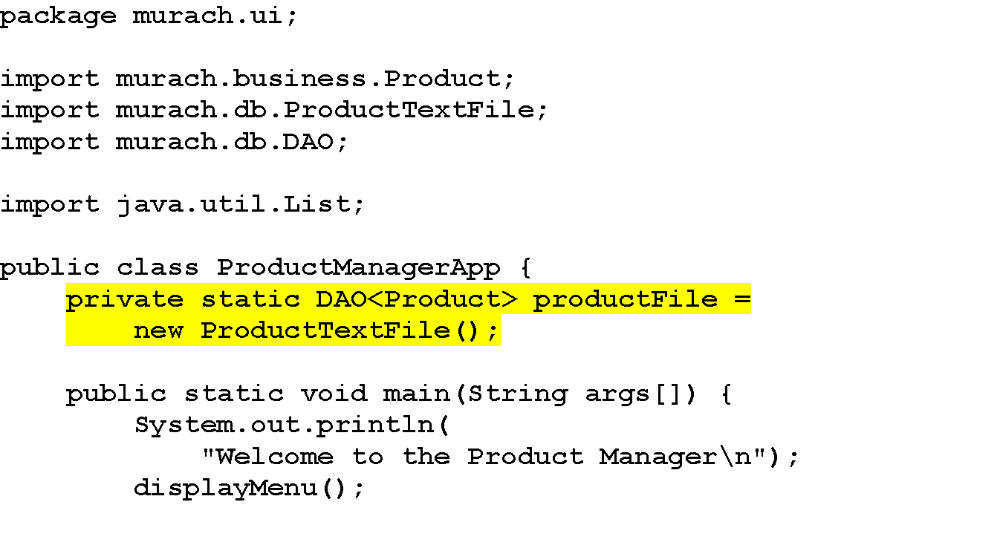 package murach.ui;

import murach.business.Product;
import murach.db.ProductTextFile;
import murach.db.DAO;

import java.util.List;

public class ProductManagerApp {
    private static DAO<Product> productFile =
        new ProductTextFile();

    public static void main(String args[]) {
        System.out.println(
            "Welcome to the Product Manager\n");
        displayMenu();